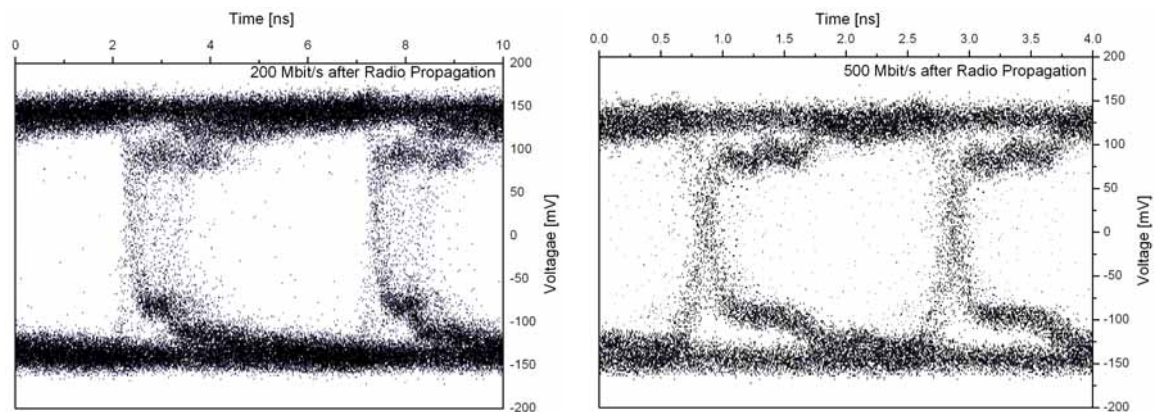 Time [ns]
0 2 4 6 8 10
200 Mbit/s after Radio Propagation
200
150
100
50
0
-50
-100
-150
-200
Voltagae [mV]
Time [ns]
0.0 0.5 1.0 1.5 2.0 2.5 3.0 3.5 4.0
500 Mbit/s after Radio Propagation
200
150
100
50
0
-50
-100
-150
-200
Voltage [mV]